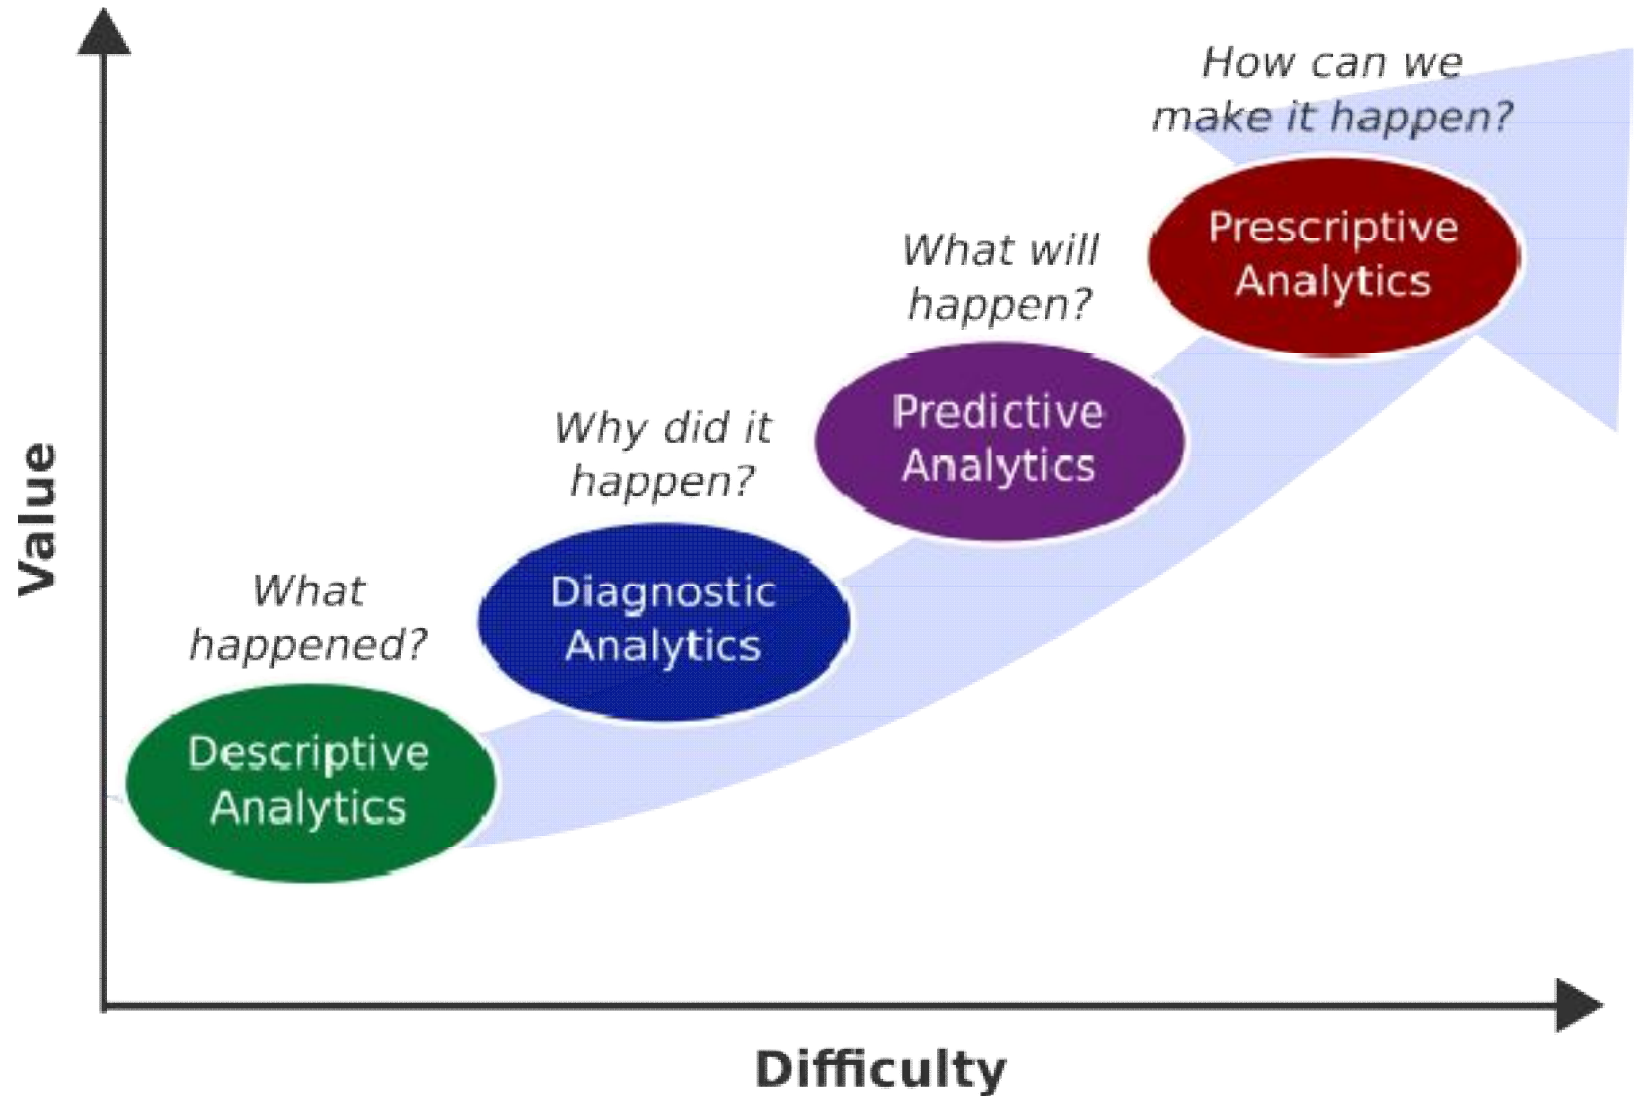 How can we
make it happen?
Prescriptive
Analytics
What will
happen?
Predictive
Analytics
Why did it
happen?
Diagnostic
Analytics
What
happened?
Descriptive
Analytics
Value
Difficulty